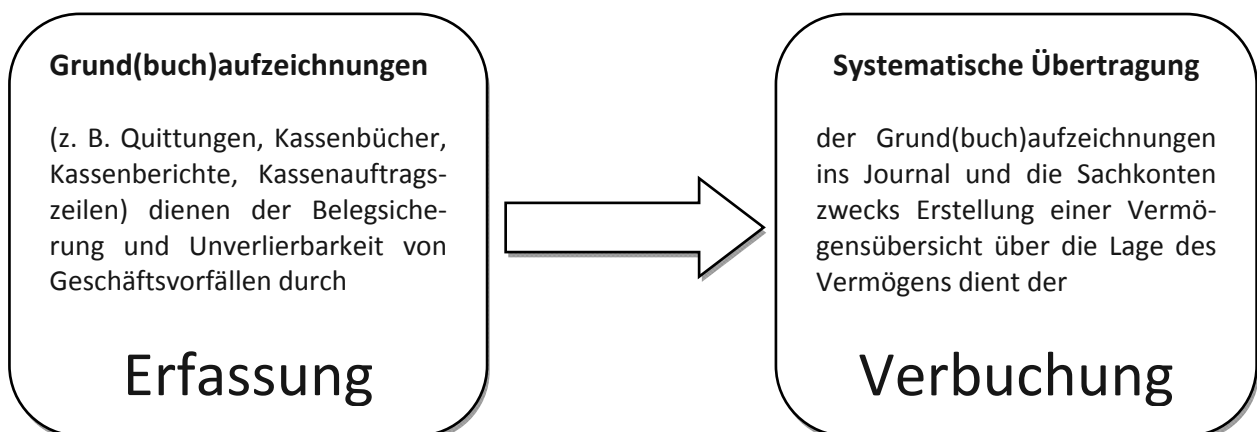 Grund(buch)aufzeichnungen
(z. B. Quittungen, Kassenbücher,
Kassenberichte, Kassenauftrags-
zeilen) dienen der Belegsiche-
rung und Unverlierbarkeit von
Geschäftsvorfällen durch
Erfassung
Systematische Übertragung
der Grund(buch)aufzeichnungen
ins Journal und die Sachkonten
zwecks Erstellung einer Vermö-
gensübersicht über die Lage des
Vermögens dient der
Verbuchung